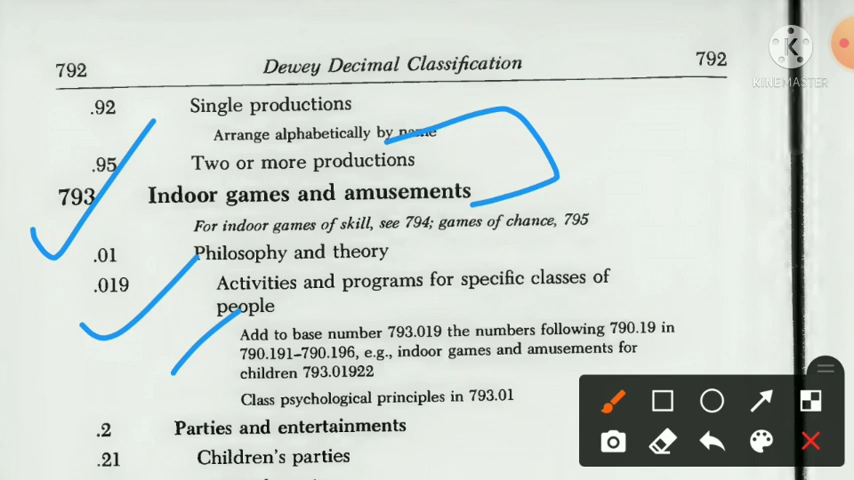 792 Dewey Decimal Classification 792
.92 Single productions
Arrange alphabetically by name
.95 Two or more productions
793 Indoor games and amusements
For indoor games of skill, see 794; games of chance, 795
.01 Philosophy and theory
.019 Activities and programs for specific classes of
people
Add to base number 793.019 the numbers following 790.19 in
790.191–790.196, e.g., indoor games and amusements for
children 793.01922
Class psychological principles in 793.01
.2 Parties and entertainments
.21 Children's parties
K
KINEMASTER